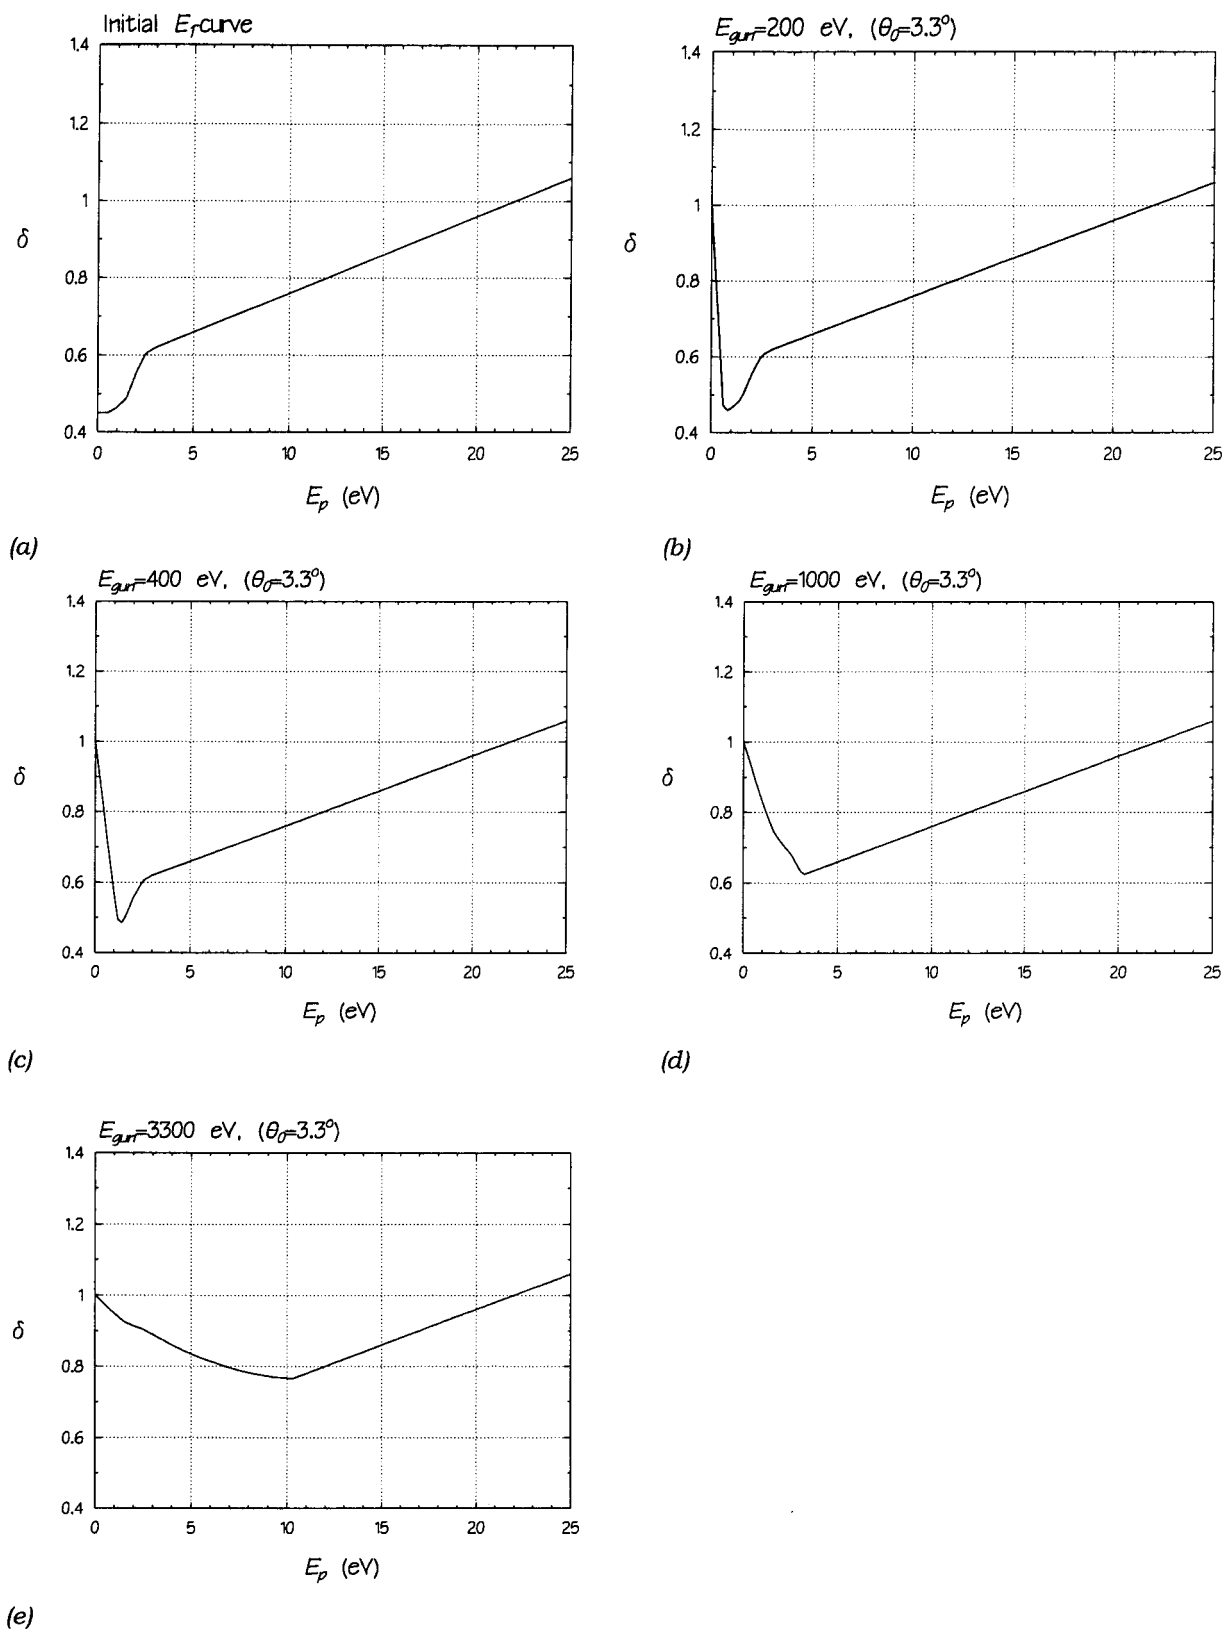 Initial E_T-curve
1.4
1.2
1
0.8
0.6
0.4
δ
0 5 10 15 20 25
E_p (eV)
(a)
E_gun=200 eV, (θ_0=3.3°)
1.4
1.2
1
0.8
0.6
0.4
δ
0 5 10 15 20 25
E_p (eV)
(b)
E_gun=400 eV, (θ_0=3.3°)
1.4
1.2
1
0.8
0.6
0.4
δ
0 5 10 15 20 25
E_p (eV)
(c)
E_gun=1000 eV, (θ_0=3.3°)
1.4
1.2
1
0.8
0.6
0.4
δ
0 5 10 15 20 25
E_p (eV)
(d)
E_gun=3300 eV, (θ_0=3.3°)
1.4
1.2
1
0.8
0.6
0.4
δ
0 5 10 15 20 25
E_p (eV)
(e)